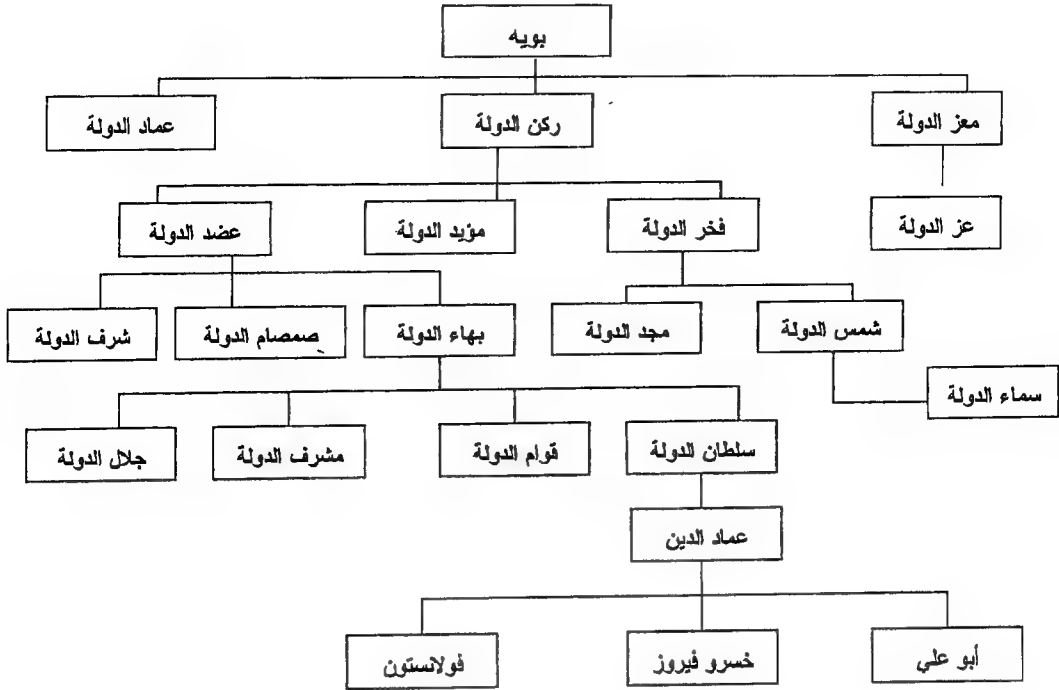 بويه
معز الدولة
ركن الدولة
عماد الدولة
عز الدولة
فخر الدولة
مؤيد الدولة
عضد الدولة
شمس الدولة
مجد الدولة
بهاء الدولة
صمصام الدولة
شرف الدولة
سماء الدولة
سلطان الدولة
قوام الدولة
مشرف الدولة
جلال الدولة
عماد الدين
أبو علي
خسرو فيروز
فولانستون